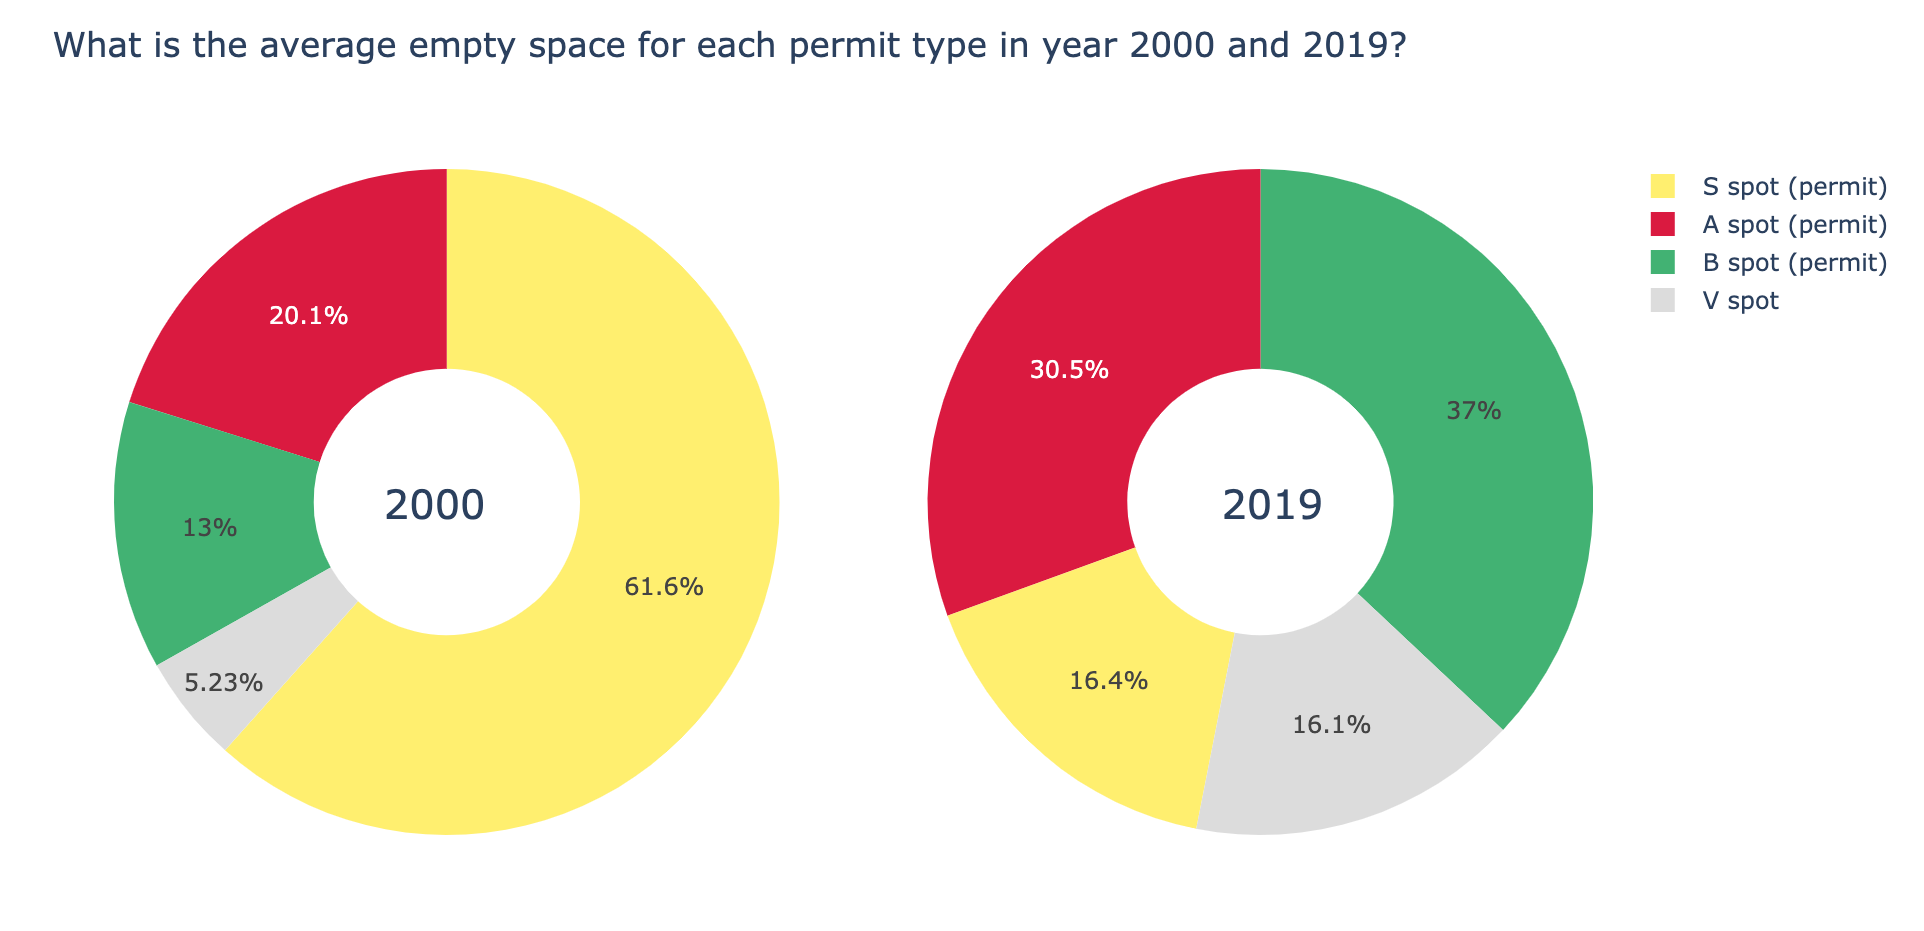 What is the average empty space for each permit type in year 2000 and 2019?
20.1%
13%
5.23%
61.6%
2000
30.5%
37%
16.4%
16.1%
2019
S spot (permit)
A spot (permit)
B spot (permit)
V spot